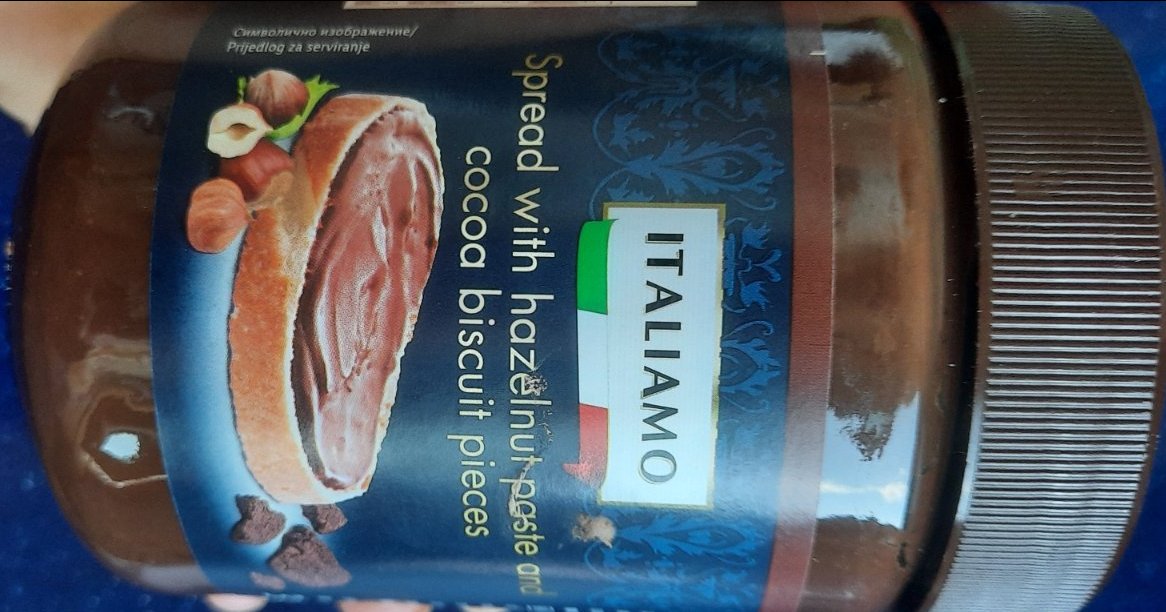 ITALIAMO
Spread with hazelnut paste and
cocoa biscuit pieces
Символично изображение/
Prijedlog za serviranje